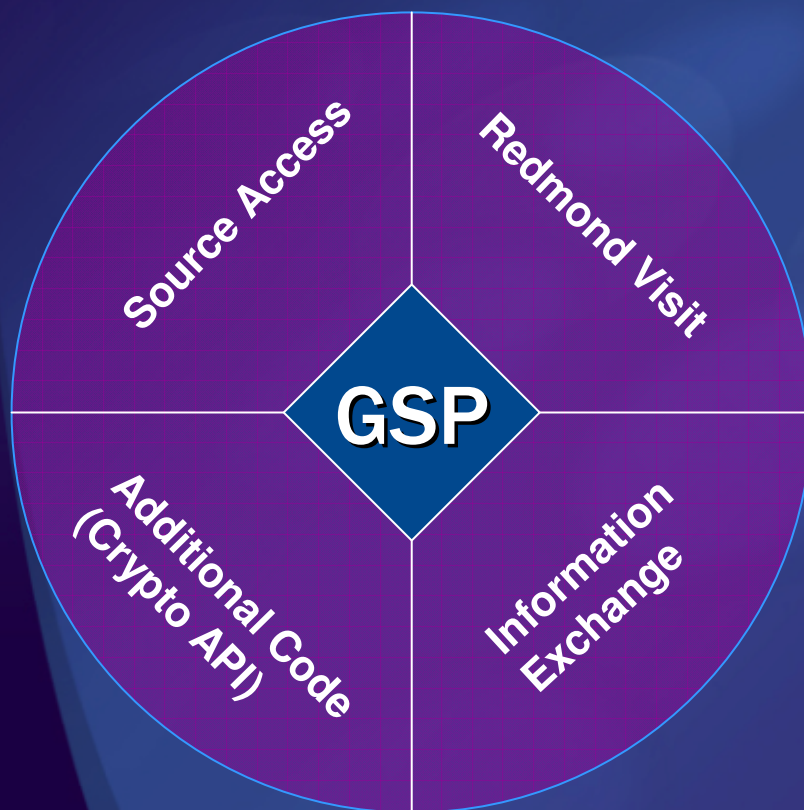 Source Access
Redmond Visit
GSP
Additional Code
(Crypto API)
Information
Exchange